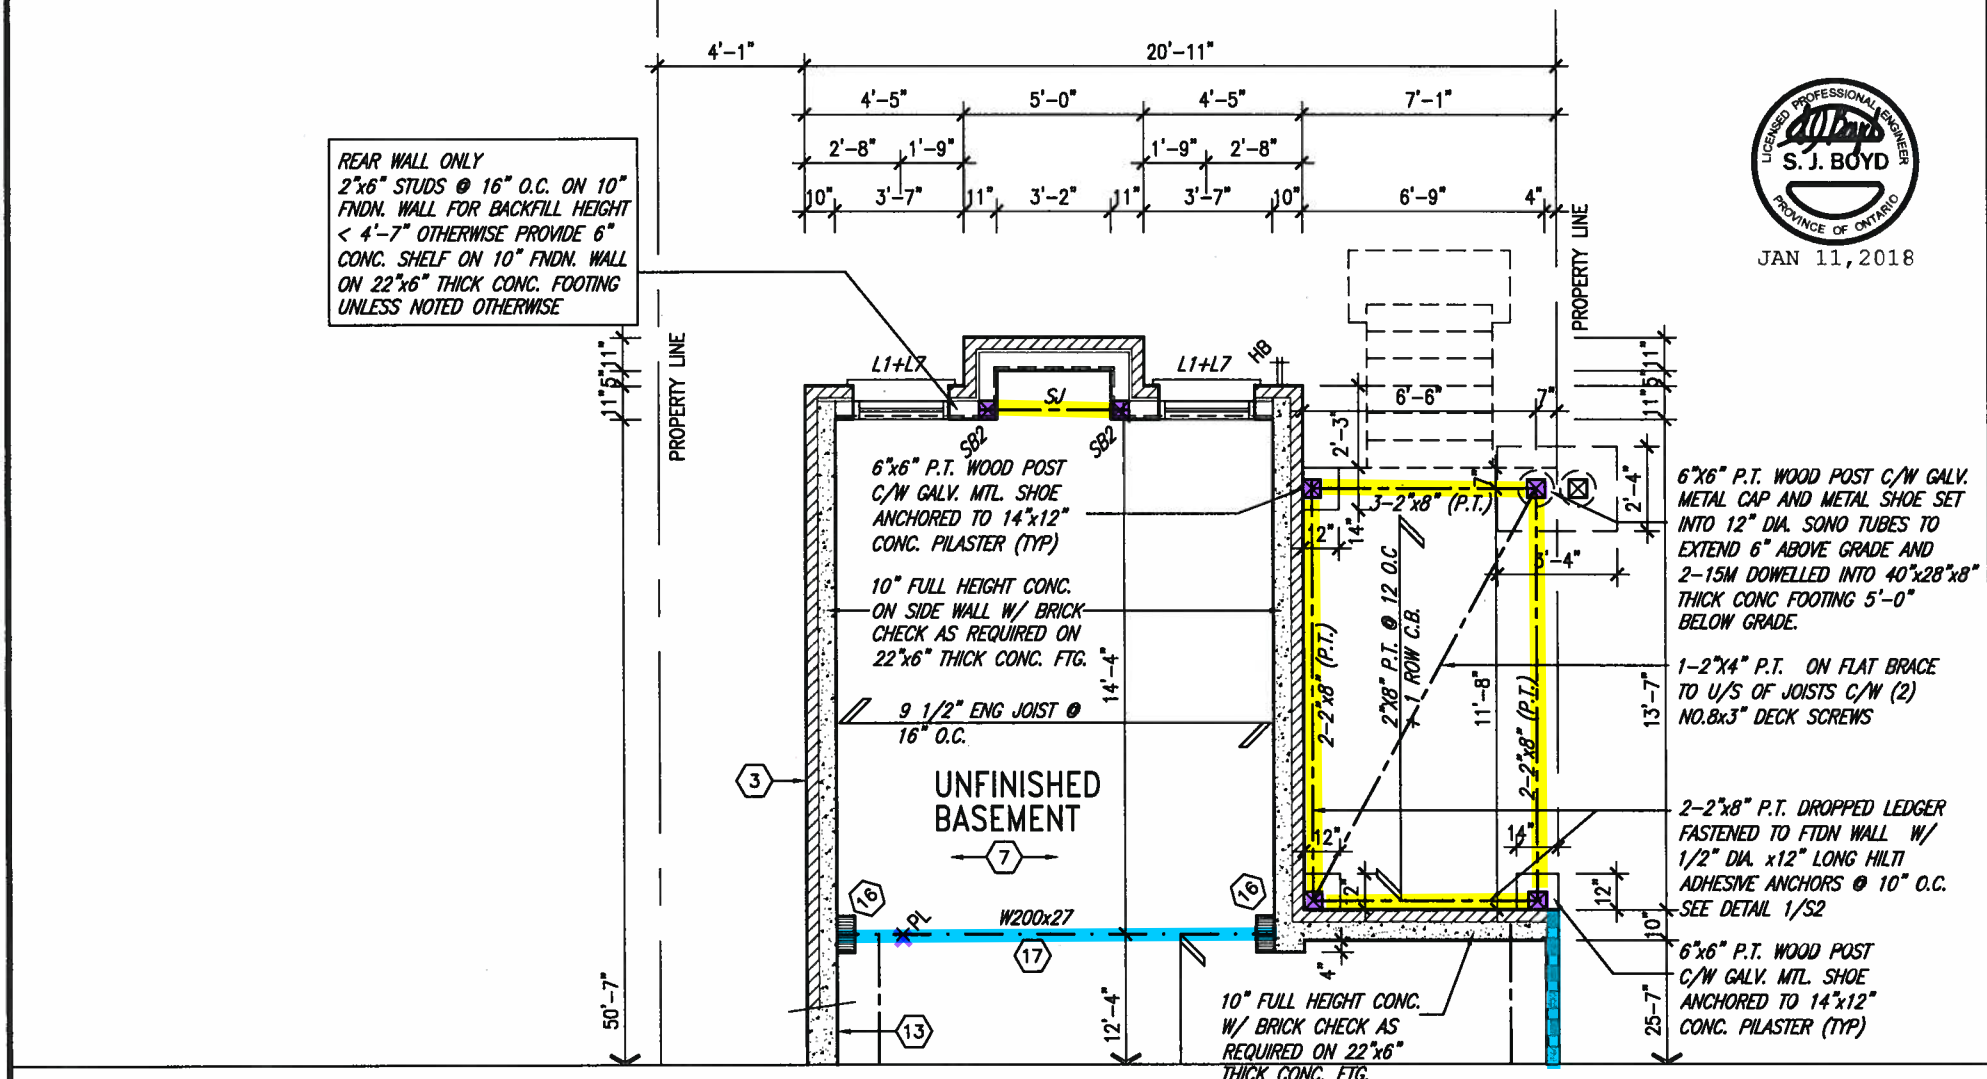 4'-1"
20'-11"
4'-5"
5'-0"
4'-5"
7'-1"
2'-8"
1'-9"
1'-9"
2'-8"
10"
3'-7"
11"
3'-2"
11"
3'-7"
10"
6'-9"
4"
LICENSED PROFESSIONAL ENGINEER
S. J. BOYD
PROVINCE OF ONTARIO
JAN 11,2018
REAR WALL ONLY
2"x6" STUDS @ 16" O.C. ON 10"
FNDN. WALL FOR BACKFILL HEIGHT
< 4'-7" OTHERWISE PROVIDE 6"
CONC. SHELF ON 10" FNDN. WALL
ON 22"x6" THICK CONC. FOOTING
UNLESS NOTED OTHERWISE
PROPERTY LINE
PROPERTY LINE
11"
5"
11"
11"
5"
11"
L1+L7
L1+L7
HB
SJ
SB2
SB2
6'-6"
7"
2'-3"
6"x6" P.T. WOOD POST
C/W GALV. MTL. SHOE
ANCHORED TO 14"x12"
CONC. PILASTER (TYP)
3-2"x8" (P.T.)
7"
12"
14"
2'-4"
3'-4"
6"X6" P.T. WOOD POST C/W GALV.
METAL CAP AND METAL SHOE SET
INTO 12" DIA. SONO TUBES TO
EXTEND 6" ABOVE GRADE AND
2-15M DOWELLED INTO 40"x28"x8"
THICK CONC FOOTING 5'-0"
BELOW GRADE.
10" FULL HEIGHT CONC.
ON SIDE WALL W/ BRICK
CHECK AS REQUIRED ON
22"x6" THICK CONC. FTG.
14'-4"
2-2"x8" (P.T.)
2"X8" P.T. @ 12 O.C
+ 1 ROW C.B.
11'-8"
2-2"x8" (P.T.)
13'-7"
1-2"X4" P.T. ON FLAT BRACE
TO U/S OF JOISTS C/W (2)
NO.8x3" DECK SCREWS
9 1/2" ENG JOIST @
16" O.C.
3
UNFINISHED
BASEMENT
7
2-2"x8" P.T. DROPPED LEDGER
FASTENED TO FTDN WALL W/
1/2" DIA. x12" LONG HILTI
ADHESIVE ANCHORS @ 10" O.C.
SEE DETAIL 1/S2
12"
14"
12"
12"
10"
16
16
PL
W200x27
17
4"
6"x6" P.T. WOOD POST
C/W GALV. MTL. SHOE
ANCHORED TO 14"x12"
CONC. PILASTER (TYP)
50'-7"
13
12'-4"
25'-7"
10" FULL HEIGHT CONC.
W/ BRICK CHECK AS
REQUIRED ON 22"x6"
THICK CONC. FTG.